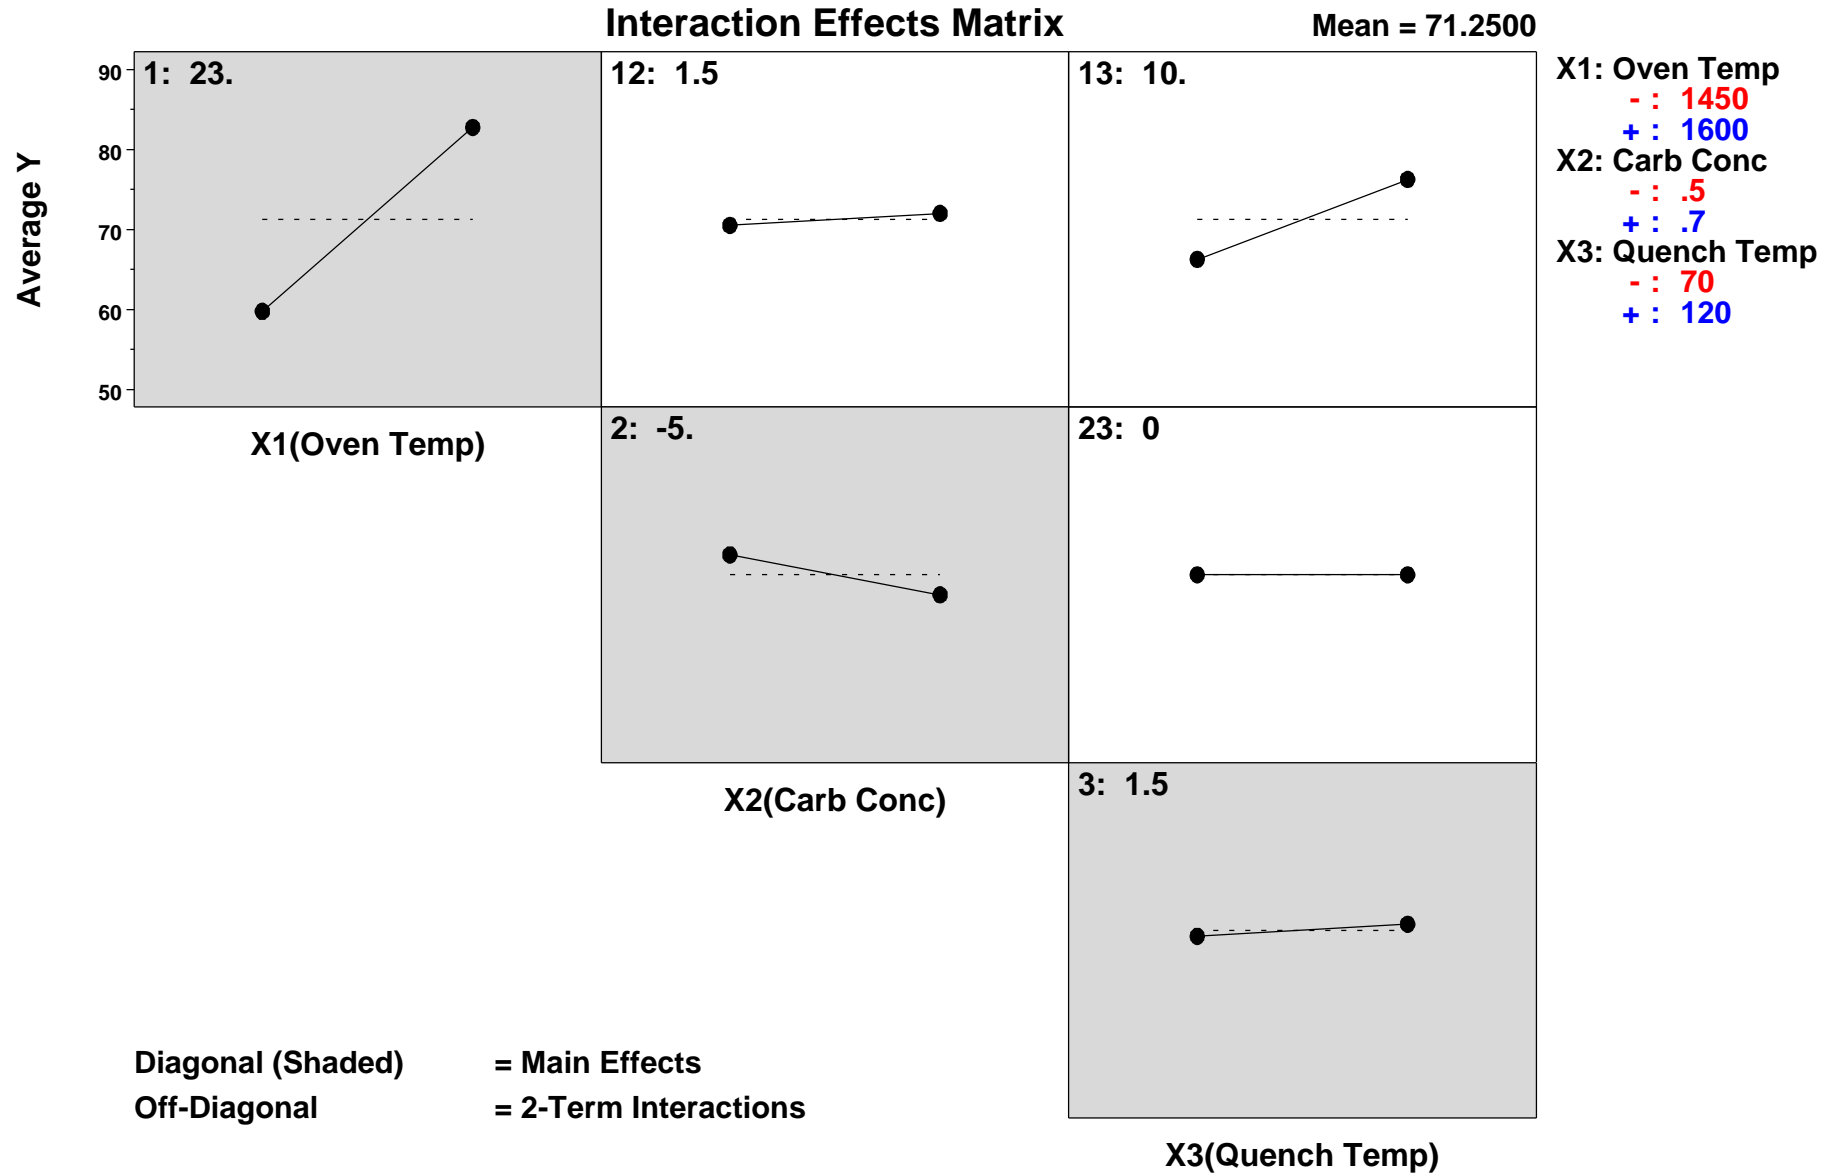 Interaction Effects Matrix
Mean = 71.2500
Average Y
90
80
70
60
50
1: 23.
12: 1.5
13: 10.
X1: Oven Temp
- : 1450
+ : 1600
X2: Carb Conc
- : .5
+ : .7
X3: Quench Temp
- : 70
+ : 120
X1(Oven Temp)
2: -5.
23: 0
X2(Carb Conc)
3: 1.5
Diagonal (Shaded) = Main Effects
Off-Diagonal = 2-Term Interactions
X3(Quench Temp)